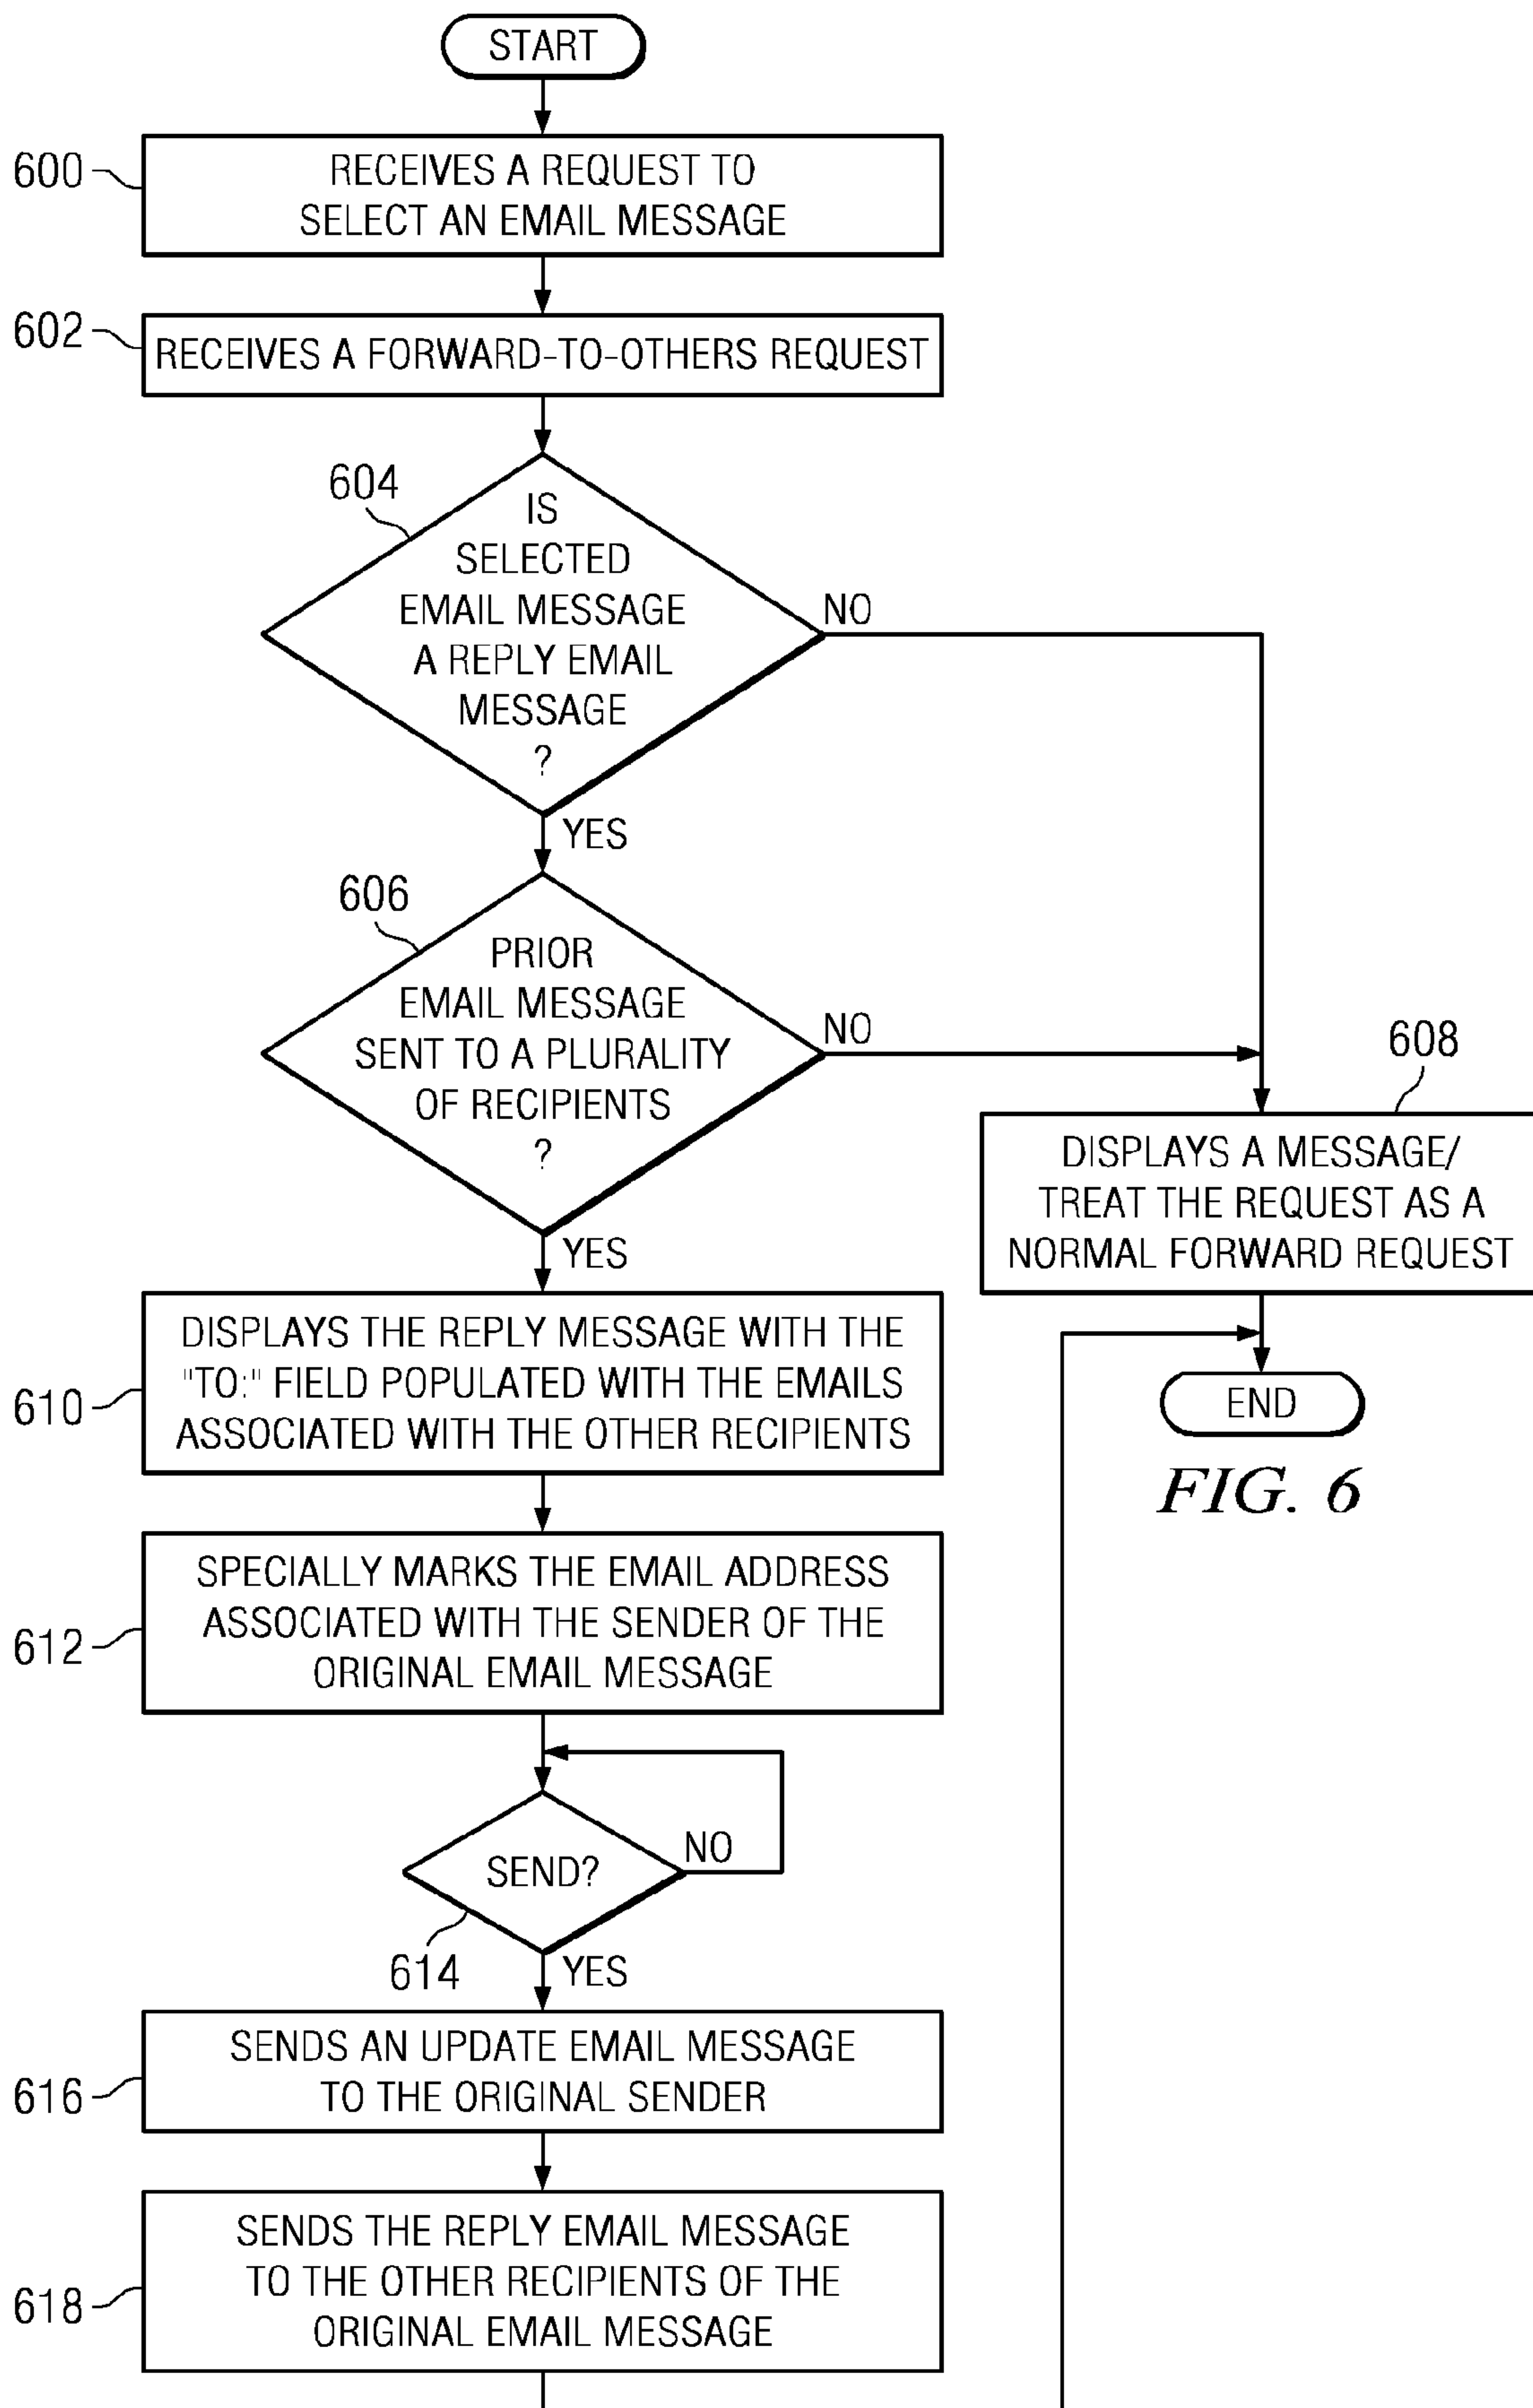 START
600
RECEIVES A REQUEST TO
SELECT AN EMAIL MESSAGE
602
RECEIVES A FORWARD-TO-OTHERS REQUEST
604
IS
SELECTED
EMAIL MESSAGE
A REPLY EMAIL
MESSAGE
?
NO
YES
606
PRIOR
EMAIL MESSAGE
SENT TO A PLURALITY
OF RECIPIENTS
?
NO
YES
608
DISPLAYS A MESSAGE/
TREAT THE REQUEST AS A
NORMAL FORWARD REQUEST
610
DISPLAYS THE REPLY MESSAGE WITH THE
"TO:" FIELD POPULATED WITH THE EMAILS
ASSOCIATED WITH THE OTHER RECIPIENTS
END
FIG. 6
612
SPECIALLY MARKS THE EMAIL ADDRESS
ASSOCIATED WITH THE SENDER OF THE
ORIGINAL EMAIL MESSAGE
SEND?
NO
614
YES
616
SENDS AN UPDATE EMAIL MESSAGE
TO THE ORIGINAL SENDER
618
SENDS THE REPLY EMAIL MESSAGE
TO THE OTHER RECIPIENTS OF THE
ORIGINAL EMAIL MESSAGE